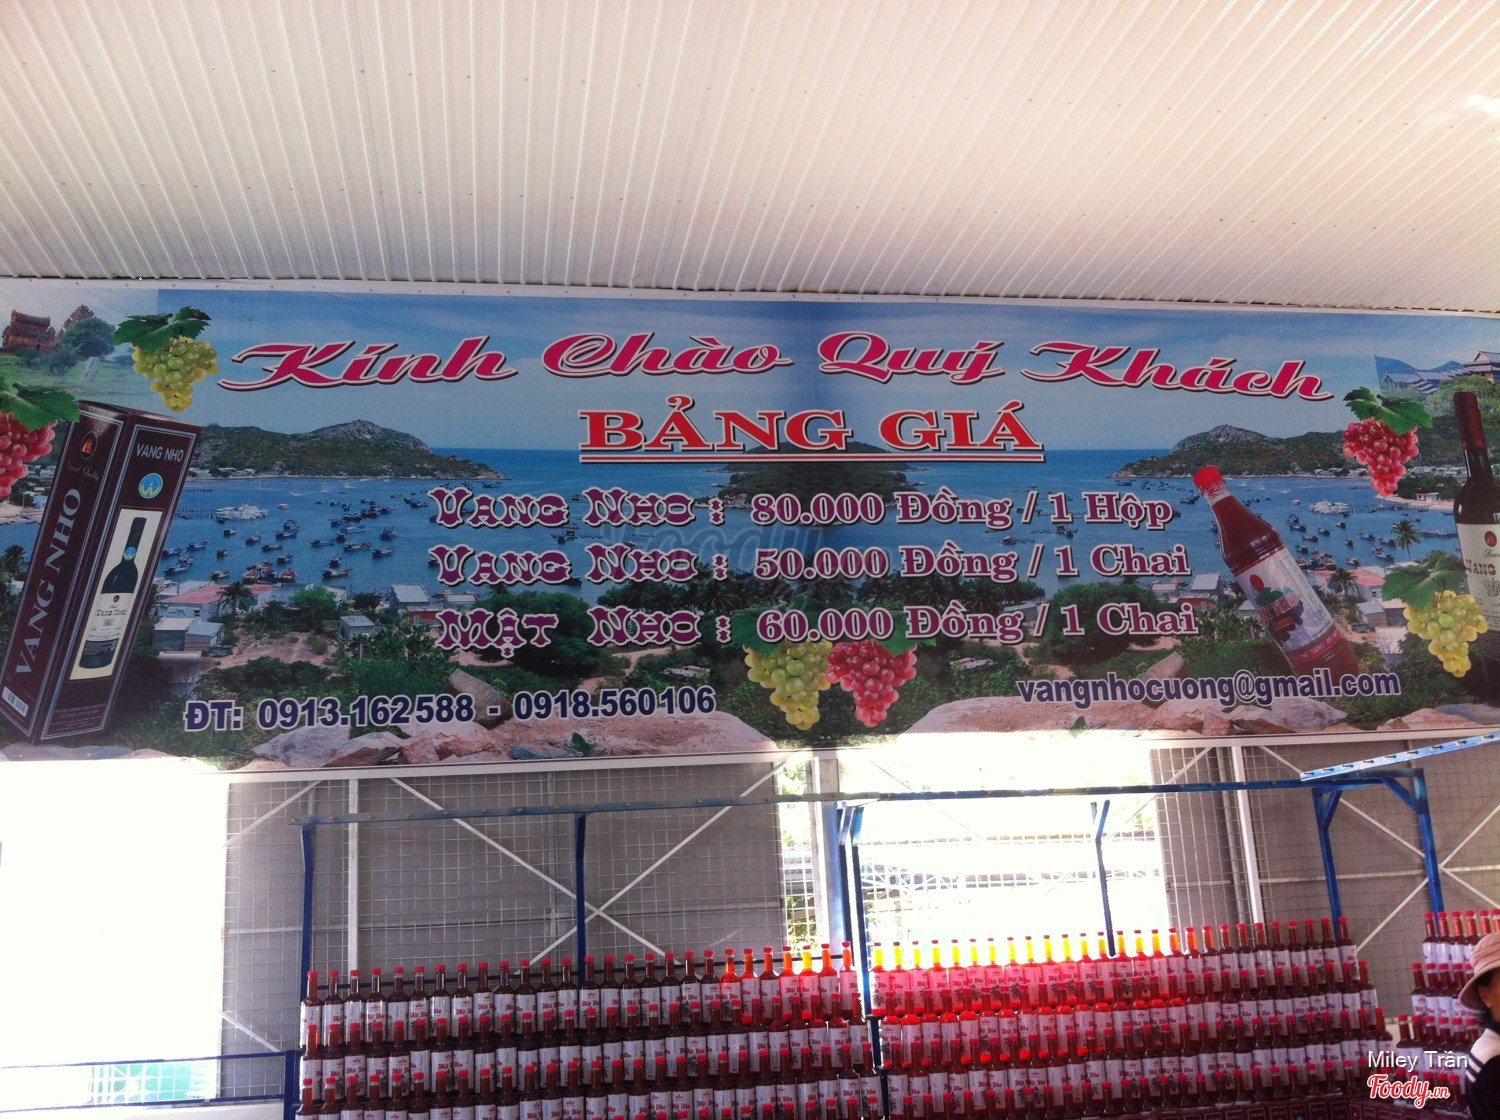 Kính Chào Quý Khách
BẢNG GIÁ
VANG NHO : 80.000 Đồng / 1 Hộp
VANG NHO : 50.000 Đồng / 1 Chai
MẬT NHO : 60.000 Đồng / 1 Chai
ĐT: 0913.162588 - 0918.560106
vangnhocuong@gmail.com
VANG NHO
VANG NHO
Foody
Miley Trần
Foody.vn